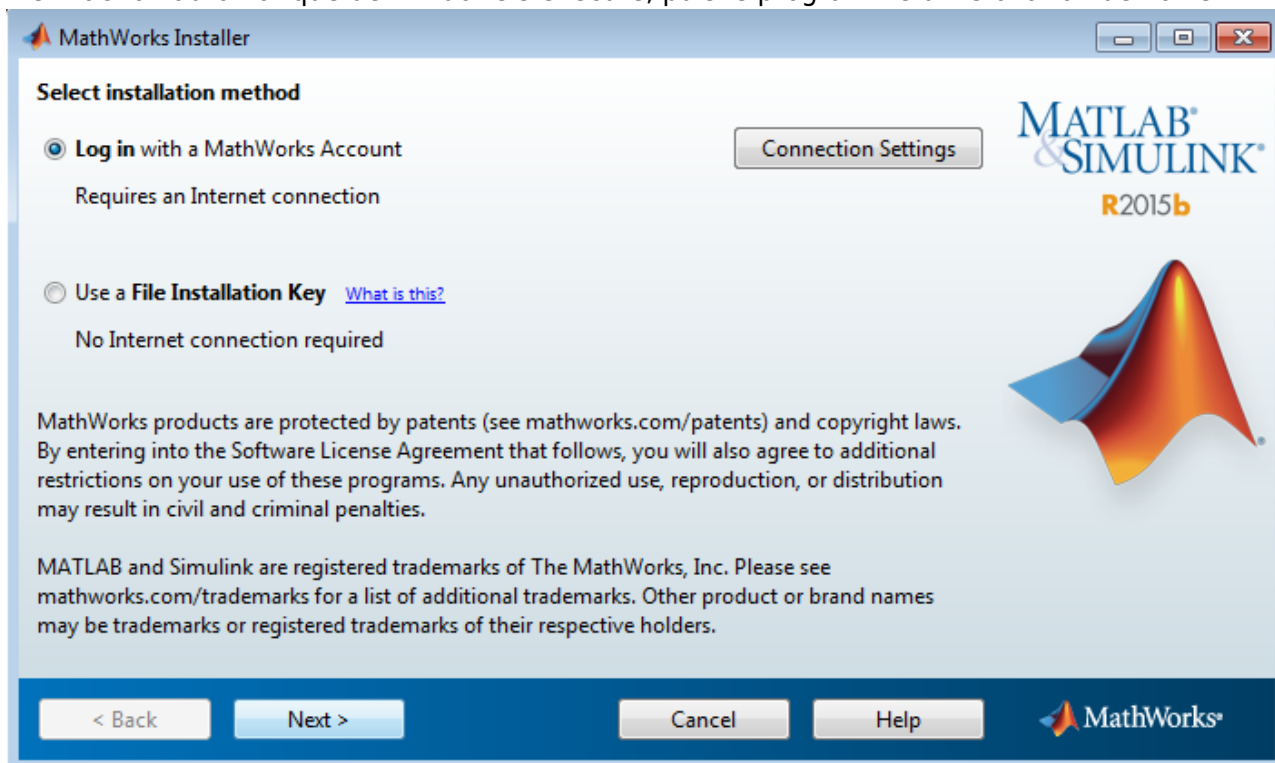 MathWorks Installer
Select installation method
Log in with a MathWorks Account
Connection Settings
Requires an Internet connection
Use a File Installation Key What is this?
No Internet connection required
MATLAB®
&SIMULINK®
R2015b
MathWorks products are protected by patents (see mathworks.com/patents) and copyright laws.
By entering into the Software License Agreement that follows, you will also agree to additional
restrictions on your use of these programs. Any unauthorized use, reproduction, or distribution
may result in civil and criminal penalties.
MATLAB and Simulink are registered trademarks of The MathWorks, Inc. Please see
mathworks.com/trademarks for a list of additional trademarks. Other product or brand names
may be trademarks or registered trademarks of their respective holders.
< Back
Next >
Cancel
Help
MathWorks®